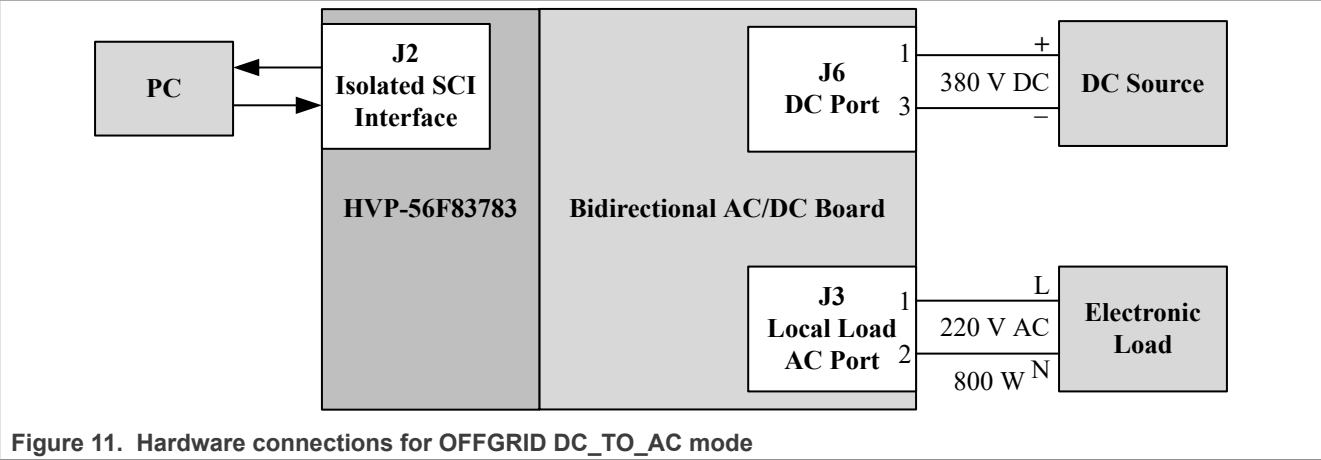 PC
J2
Isolated SCI
Interface
HVP-56F83783
Bidirectional AC/DC Board
J6
DC Port
1
3
+
380 V DC
−
DC Source
J3
Local Load
AC Port
1
2
L
220 V AC
N
800 W
Electronic
Load
Figure 11. Hardware connections for OFFGRID DC_TO_AC mode